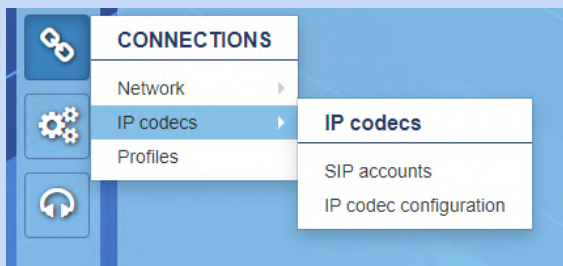 CONNECTIONS
Network
IP codecs
Profiles
IP codecs
SIP accounts
IP codec configuration